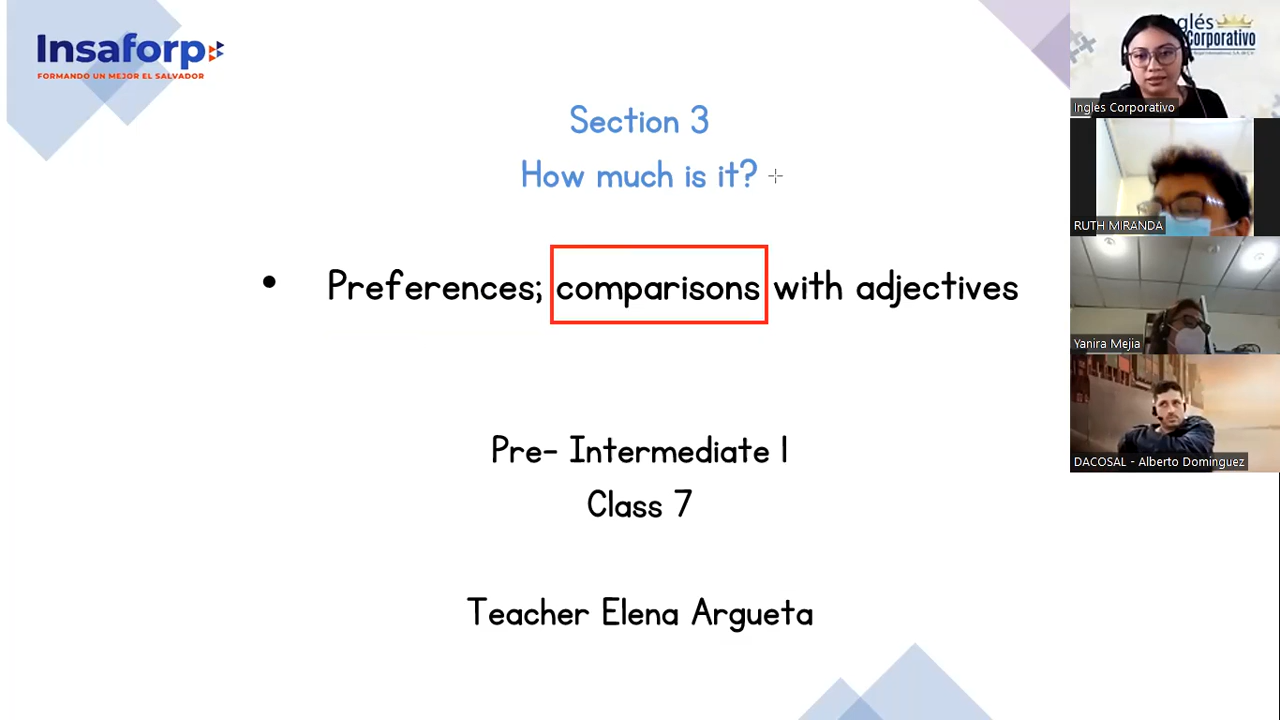 Insaforp
FORMANDO UN MEJOR EL SALVADOR
Section 3
How much is it?
• Preferences; comparisons with adjectives
Pre- Intermediate I
Class 7
Teacher Elena Argueta
Inglés
Corporativo
Ingles Corporativo
RUTH MIRANDA
Yanira Mejia
DACOSAL - Alberto Dominguez